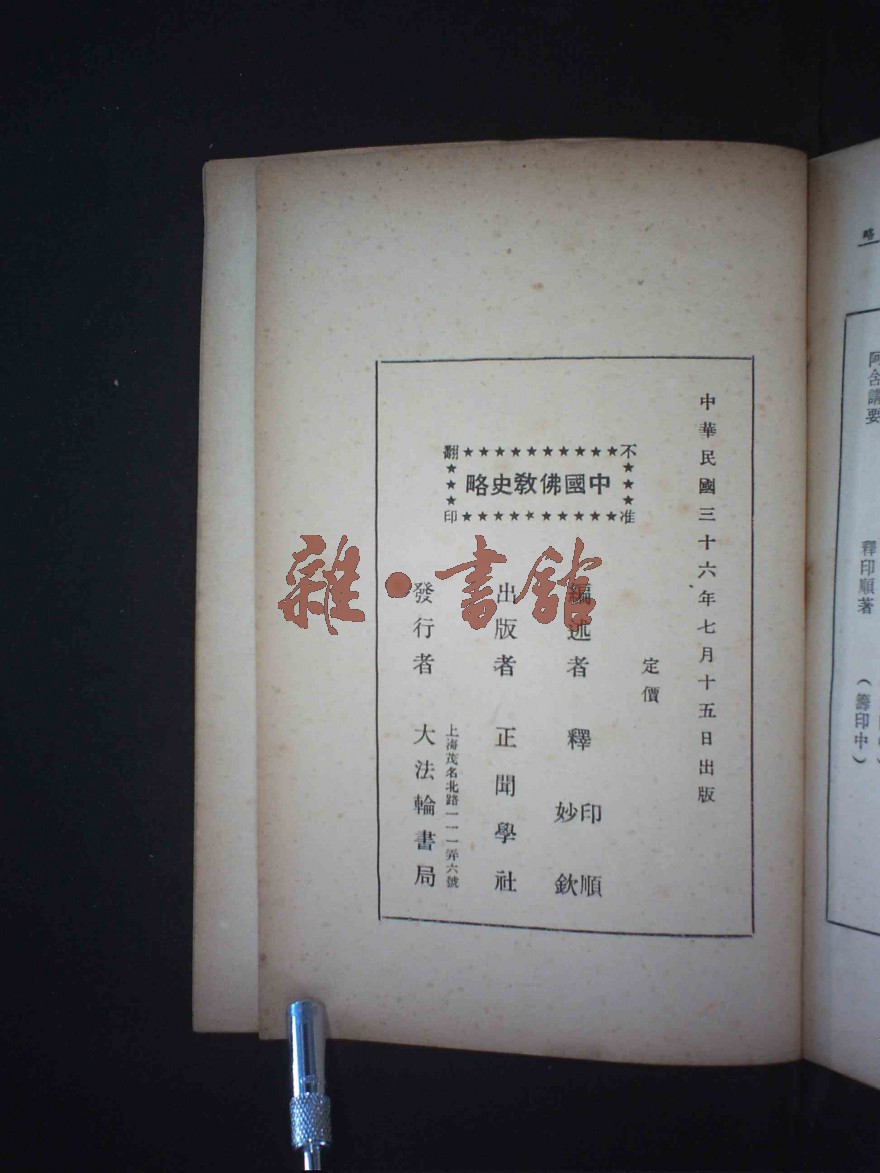 中華民國三十六年七月十五日出版
定價
不准翻印
中國佛敎史略
編述者 釋 印順 妙欽
出版者 正聞學社
上海茂名北路一一一弄六號
發行者 大法輪書局
雜·書館
略
阿含講要
釋印順著
（籌印中）